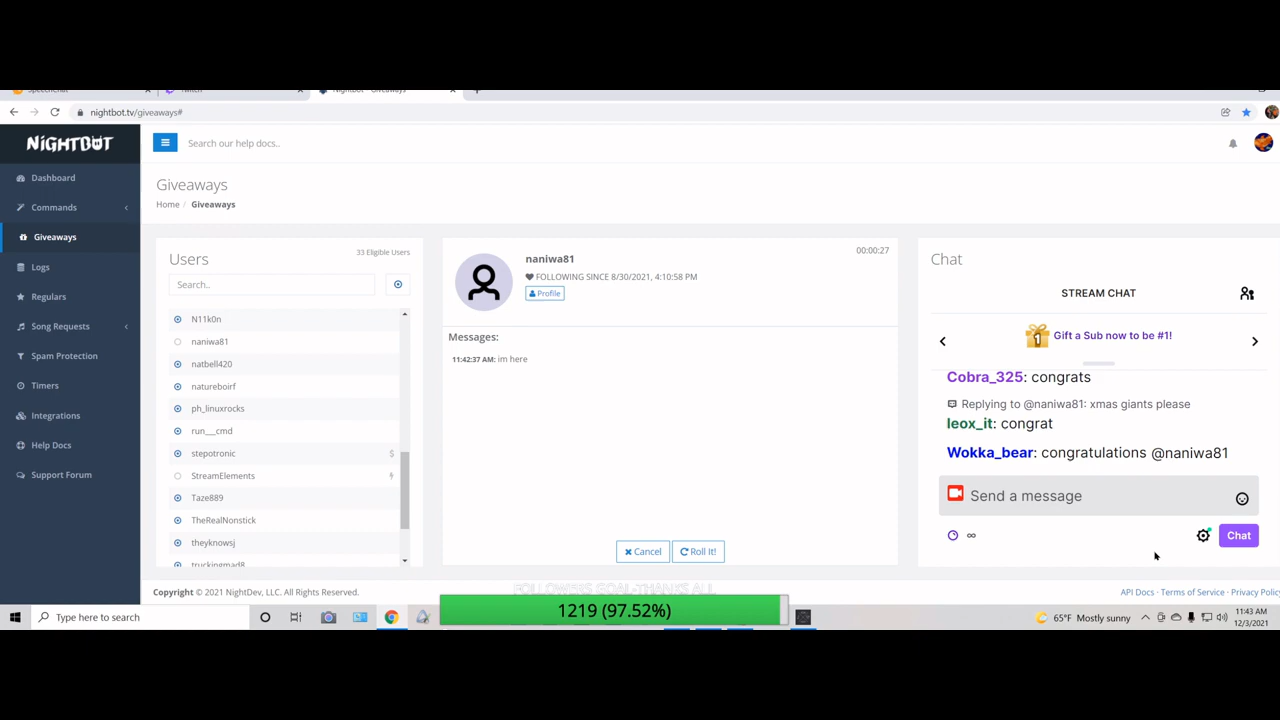 nightbot.tv/giveaways#
NIGHTBOT
Search our help docs..
Dashboard
Commands
Giveaways
Logs
Regulars
Song Requests
Spam Protection
Timers
Integrations
Help Docs
Support Forum
Giveaways
Home / Giveaways
Users
33 Eligible Users
Search...
N11k0n
naniwa81
natbell420
natureboirf
ph_linuxrocks
run___cmd
stepotronic
StreamElements
Taze889
TheRealNonstick
theyknowsj
truckingmad8
naniwa81
00:00:27
FOLLOWING SINCE 8/30/2021, 4:10:58 PM
Profile
Messages:
11:42:37 AM: im here
Cancel
Roll It!
Chat
STREAM CHAT
1
Gift a Sub now to be #1!
Cobra_325: congrats
Replying to @naniwa81: xmas giants please
leox_it: congrat
Wokka_bear: congratulations @naniwa81
Send a message
Chat
Copyright © 2021 NightDev, LLC. All Rights Reserved.
API Docs · Terms of Service · Privacy Policy
FOLLOWERS GOAL-THANKS ALL
1219 (97.52%)
Type here to search
65°F Mostly sunny
11:43 AM
12/3/2021